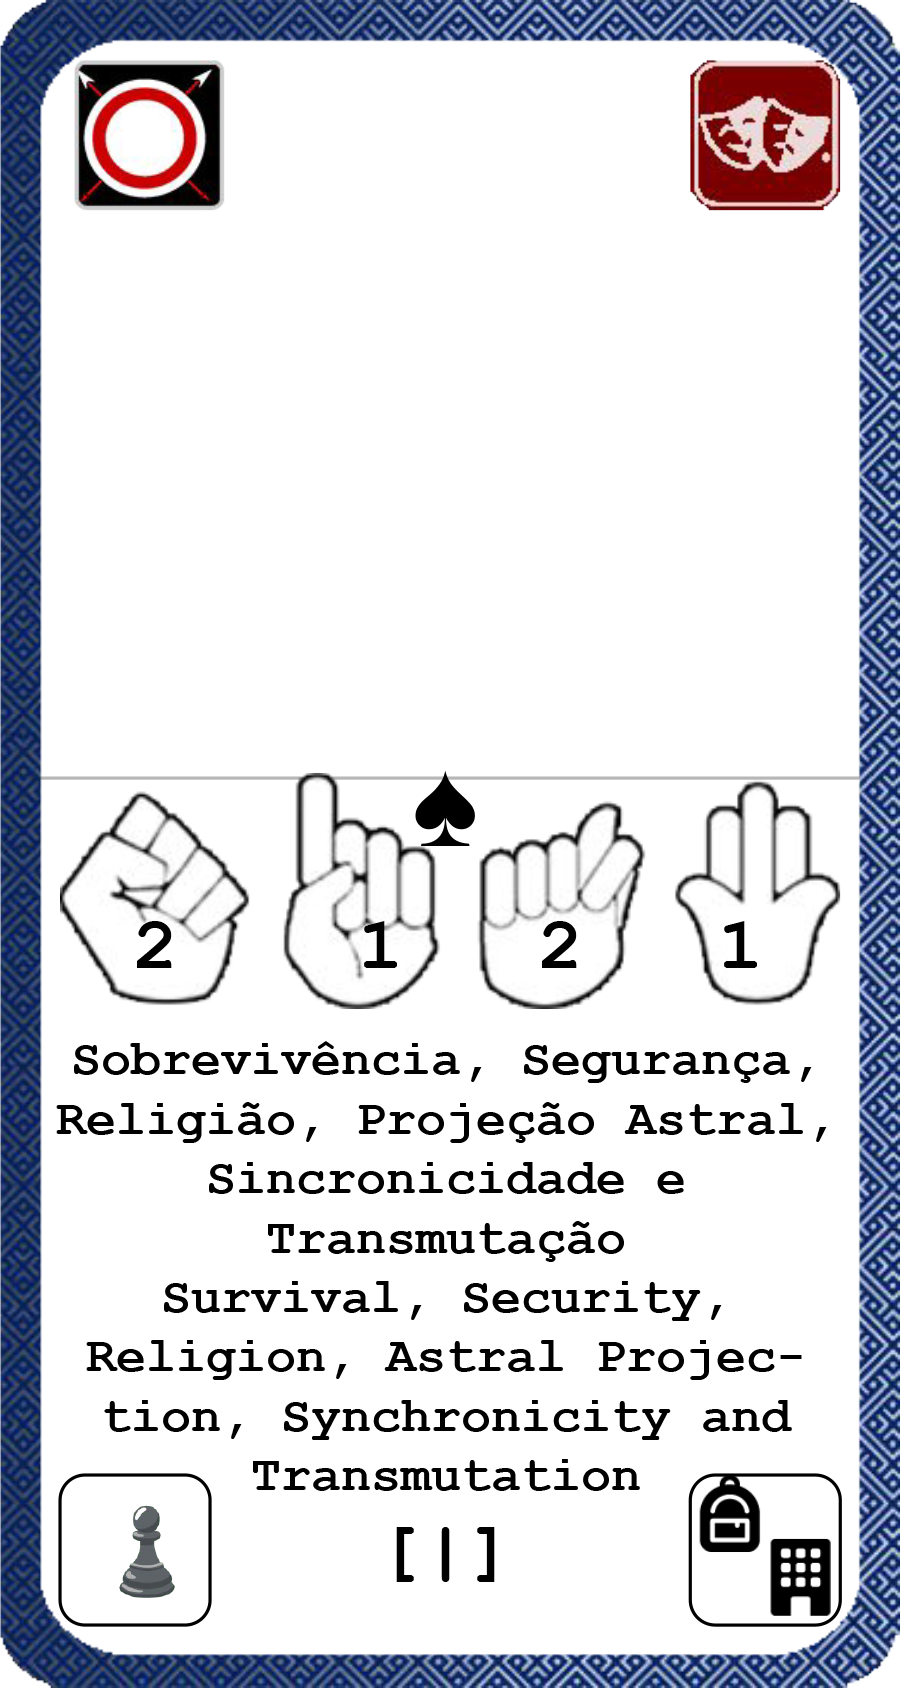 2 1 2 1
Sobrevivência, Segurança,
Religião, Projeção Astral,
Sincronicidade e
Transmutação
Survival, Security,
Religion, Astral Projec-
tion, Synchronicity and
Transmutation
[|]